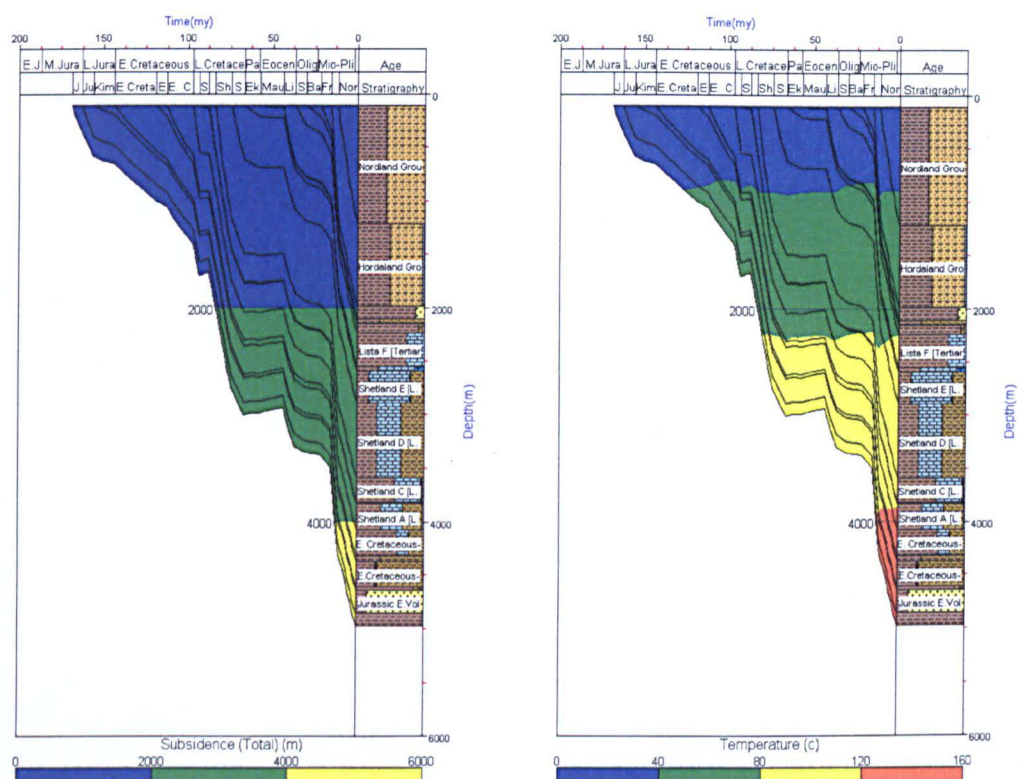 Time(my)
200 150 100 50 0
E.J M.Jura L.Jura E.Cretaceous L.Cretace Pa Eocen Olig Mio-Pli Age
J Ju Kim E.Creta E E C S Sh S Ek Mau Li S Ba Fr Nor Stratigraphy
0
Nordland Grou
Hordaland Gro
2000
2000
Lista F [Tertiar
Shetland E [L.
Depth(m)
Shetland D [L.
Shetland C [L.
Shetland A [L.
4000
4000
E.Cretaceous-
E.Cretaceous-
Jurassic E.Vol
6000
Subsidence (Total) (m)
0 2000 4000 6000
Time(my)
200 150 100 50 0
E.J M.Jura L.Jura E.Cretaceous L.Cretace Pa Eocen Olig Mio-Pli Age
J Ju Kim E.Creta E E C S Sh S Ek Mau Li S Ba Fr Nor Stratigraphy
0
Nordland Grou
Hordaland Gro
2000
2000
Lista F [Tertiar
Shetland E [L.
Depth(m)
Shetland D [L.
Shetland C [L.
Shetland A [L.
4000
4000
E.Cretaceous-
E.Cretaceous-
Jurassic E.Vol
6000
Temperature (c)
0 40 80 120 160